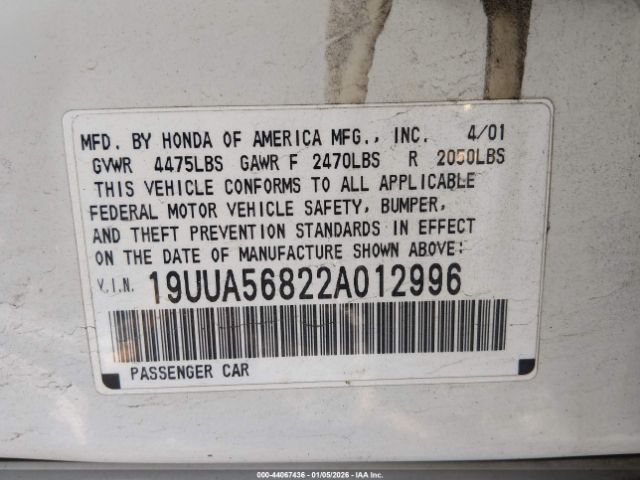 MFD. BY HONDA OF AMERICA MFG., INC. 4/01
GVWR 4475LBS GAWR F 2470LBS R 2050LBS
THIS VEHICLE CONFORMS TO ALL APPLICABLE
FEDERAL MOTOR VEHICLE SAFETY, BUMPER,
AND THEFT PREVENTION STANDARDS IN EFFECT
ON THE DATE OF MANUFACTURE SHOWN ABOVE:
V.I.N. 19UUA56822A012996
PASSENGER CAR
000-44067436 - 01/05/2026 - © IAA Inc